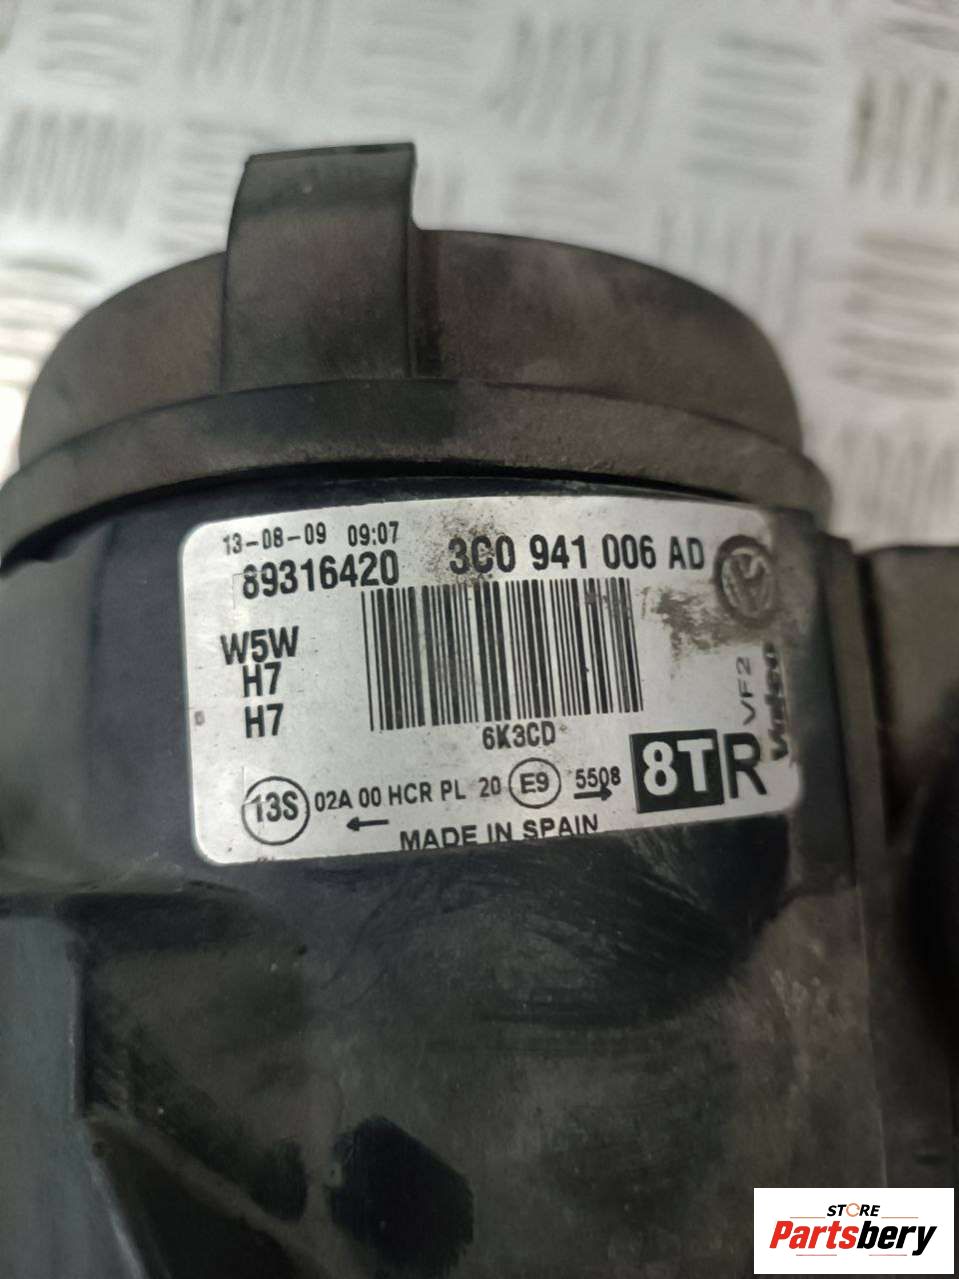 13-08-09 09:07
89316420 3C0 941 006 AD
W5W
H7
H7
6K3CD
VF2
Valeo
8T R
13S 02A 00 HCR PL 20 E9 5508
MADE IN SPAIN
STORE
Partsbery